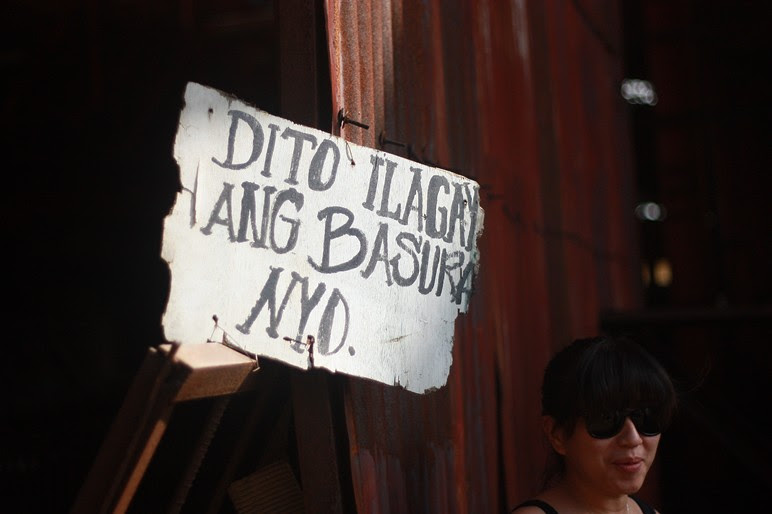 DITO ILAGAY
ANG BASURA
NYO.